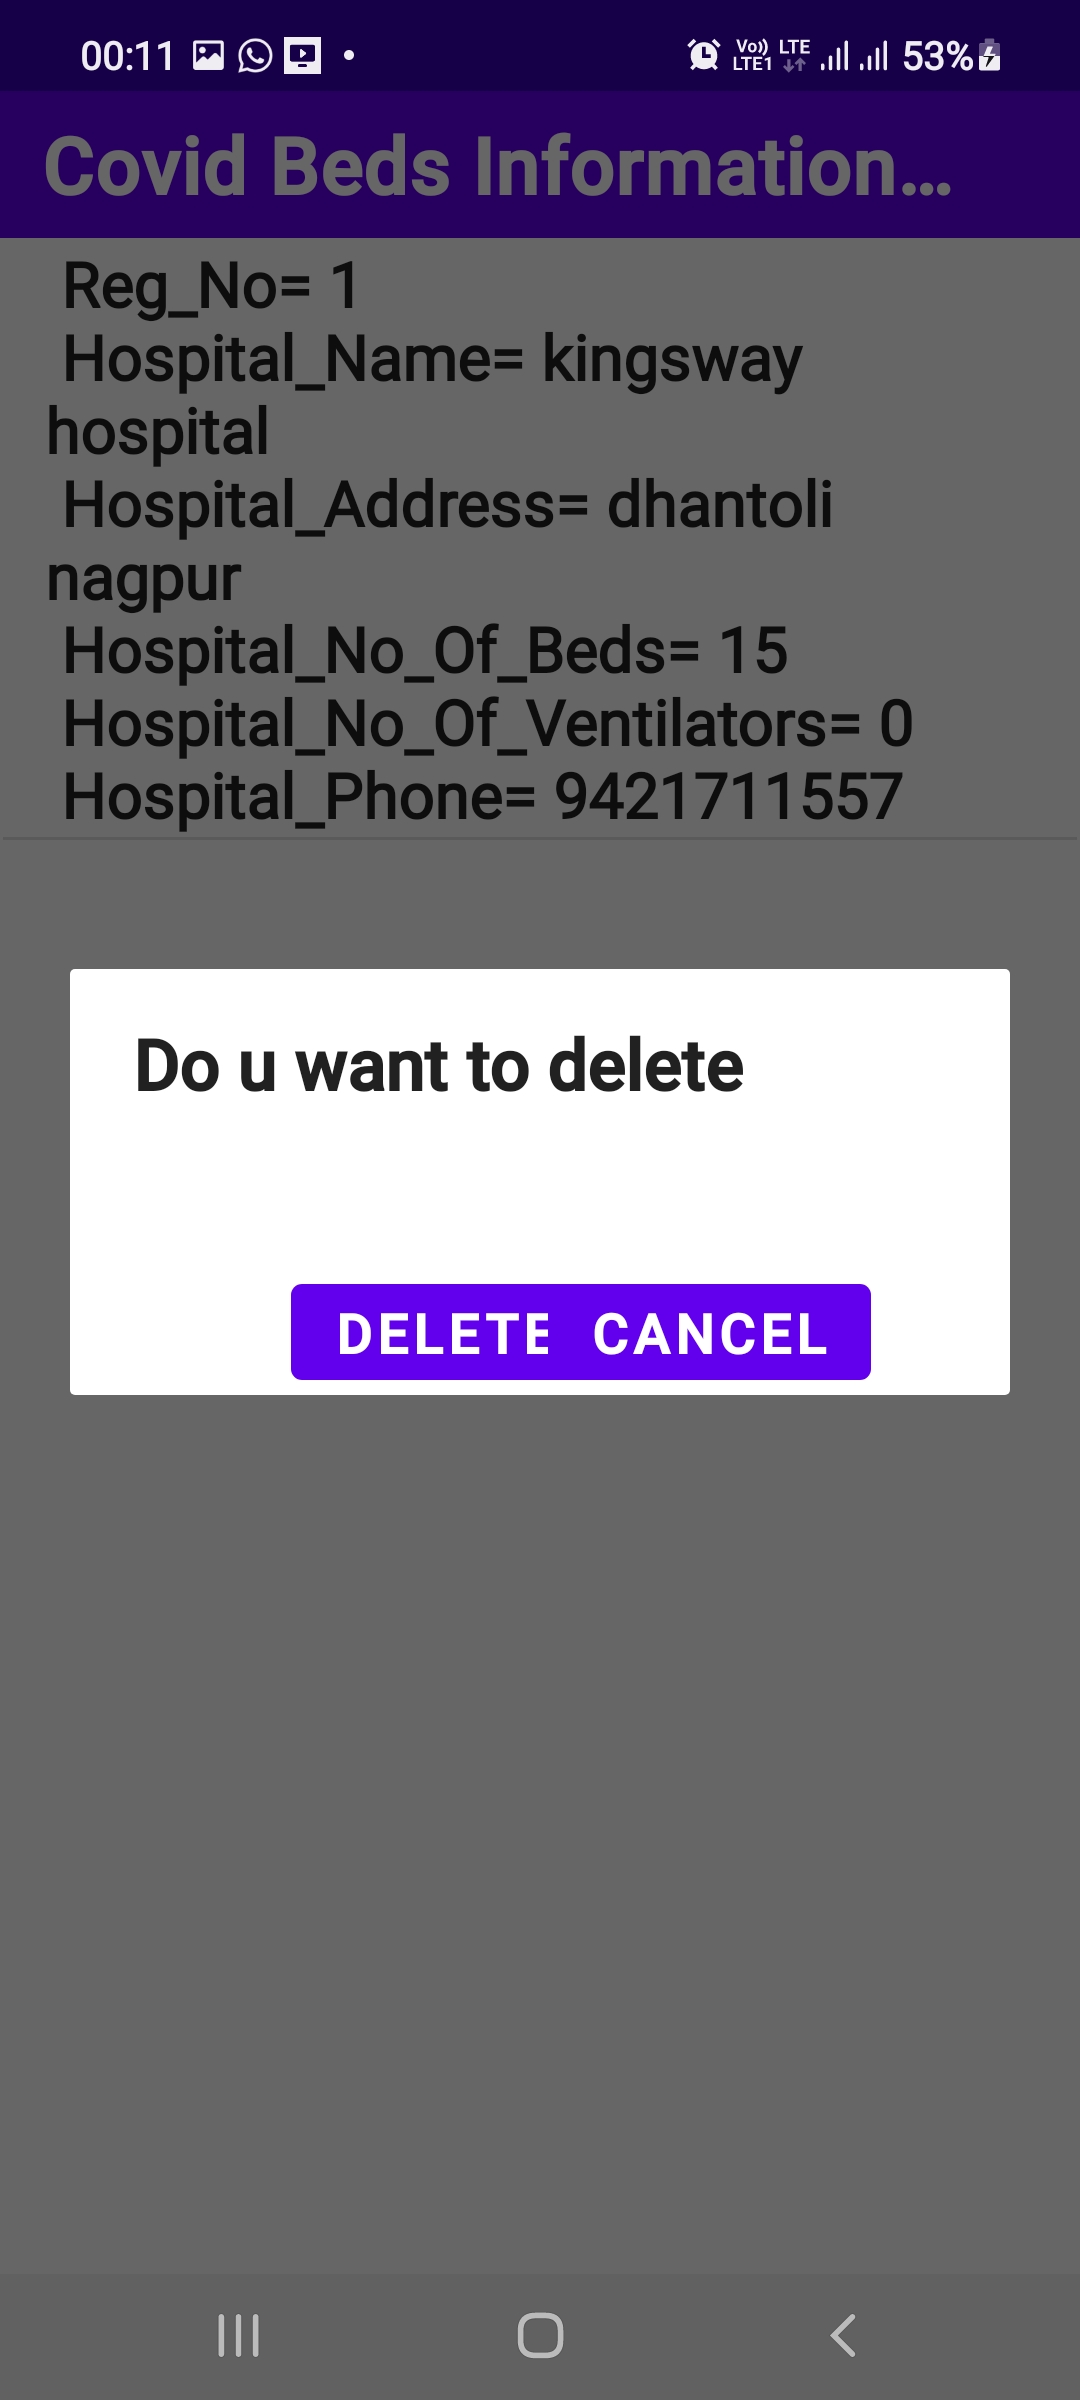 00:11
Vo)) LTE
LTE1
53%
Covid Beds Information...
Reg_No= 1
Hospital_Name= kingsway
hospital
Hospital_Address= dhantoli
nagpur
Hospital_No_Of_Beds= 15
Hospital_No_Of_Ventilators= 0
Hospital_Phone= 9421711557
Do u want to delete
DELETE CANCEL